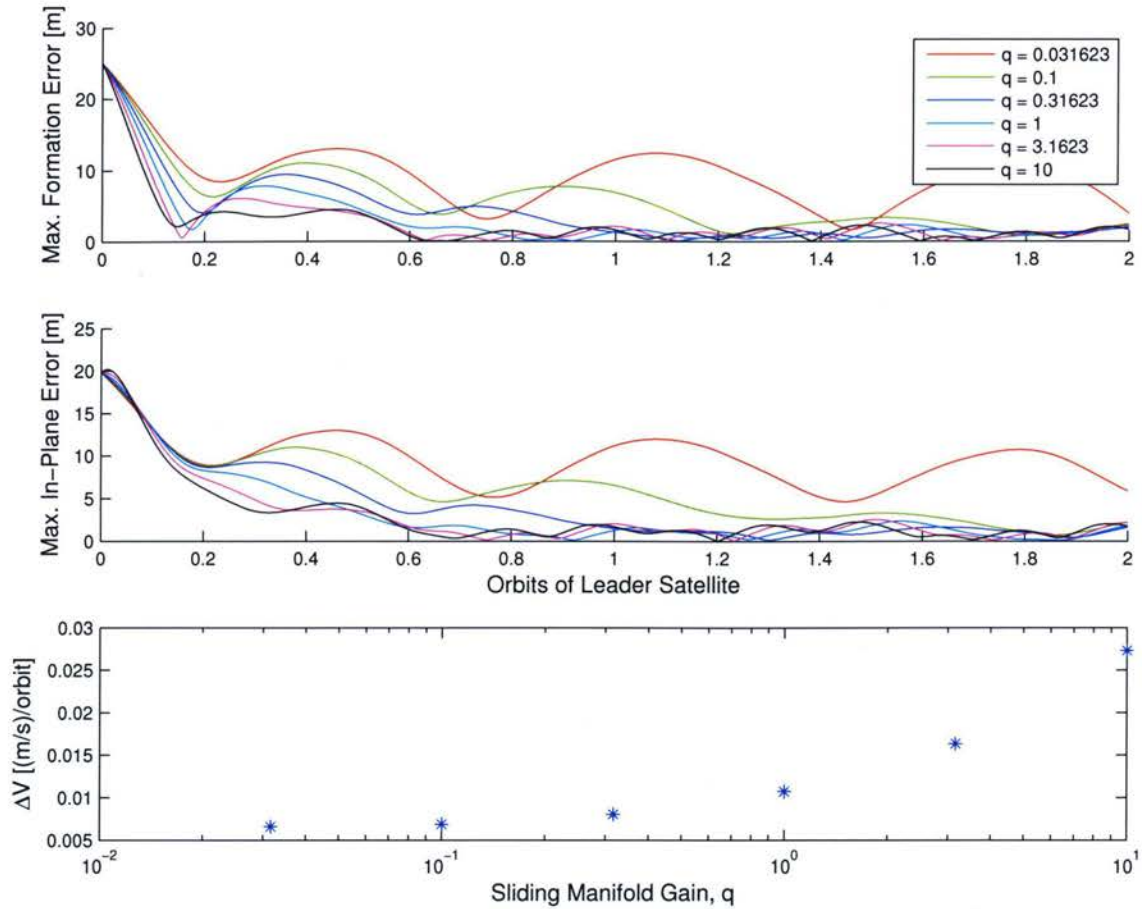 Max. Formation Error [m]
30
20
10
0
0 0.2 0.4 0.6 0.8 1 1.2 1.4 1.6 1.8 2
q = 0.031623
q = 0.1
q = 0.31623
q = 1
q = 3.1623
q = 10
Max. In-Plane Error [m]
25
20
15
10
5
0
0 0.2 0.4 0.6 0.8 1 1.2 1.4 1.6 1.8 2
Orbits of Leader Satellite
ΔV [(m/s)/orbit]
0.03
0.025
0.02
0.015
0.01
0.005
10⁻² 10⁻¹ 10⁰ 10¹
Sliding Manifold Gain, q